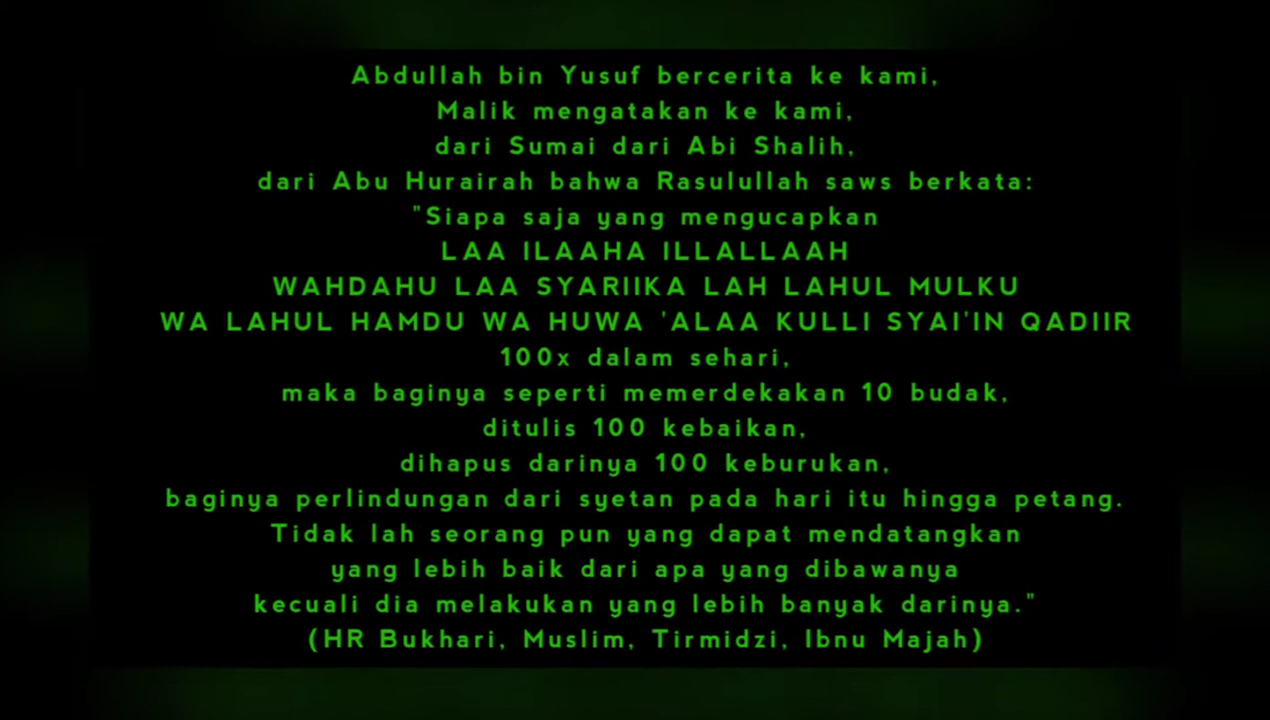 Abdullah bin Yusuf bercerita ke kami,
Malik mengatakan ke kami,
dari Sumai dari Abi Shalih,
dari Abu Hurairah bahwa Rasulullah saws berkata:
"Siapa saja yang mengucapkan
LAA ILAAHA ILLALLAAH
WAHDAHU LAA SYARIIKA LAH LAHUL MULKU
WA LAHUL HAMDU WA HUWA 'ALAA KULLI SYAI'IN QADIIR
100x dalam sehari,
maka baginya seperti memerdekakan 10 budak,
ditulis 100 kebaikan,
dihapus darinya 100 keburukan,
baginya perlindungan dari syetan pada hari itu hingga petang.
Tidak lah seorang pun yang dapat mendatangkan
yang lebih baik dari apa yang dibawanya
kecuali dia melakukan yang lebih banyak darinya."
(HR Bukhari, Muslim, Tirmidzi, Ibnu Majah)